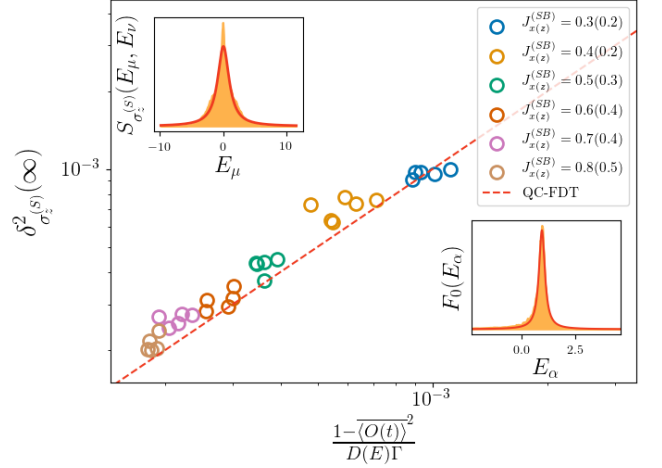 S_{σ_z^{(S)}}(E_μ, E_ν)
−10 0 10
E_μ
J_{x(z)}^{(SB)} = 0.3(0.2)
J_{x(z)}^{(SB)} = 0.4(0.2)
J_{x(z)}^{(SB)} = 0.5(0.3)
J_{x(z)}^{(SB)} = 0.6(0.4)
J_{x(z)}^{(SB)} = 0.7(0.4)
J_{x(z)}^{(SB)} = 0.8(0.5)
QC-FDT
δ²_{σ_z^{(S)}}(∞)
10⁻³
F₀(E_α)
0.0 2.5
E_α
10⁻³
\frac{1-\overline{⟨O(t)⟩}^2}{D(E)Γ}